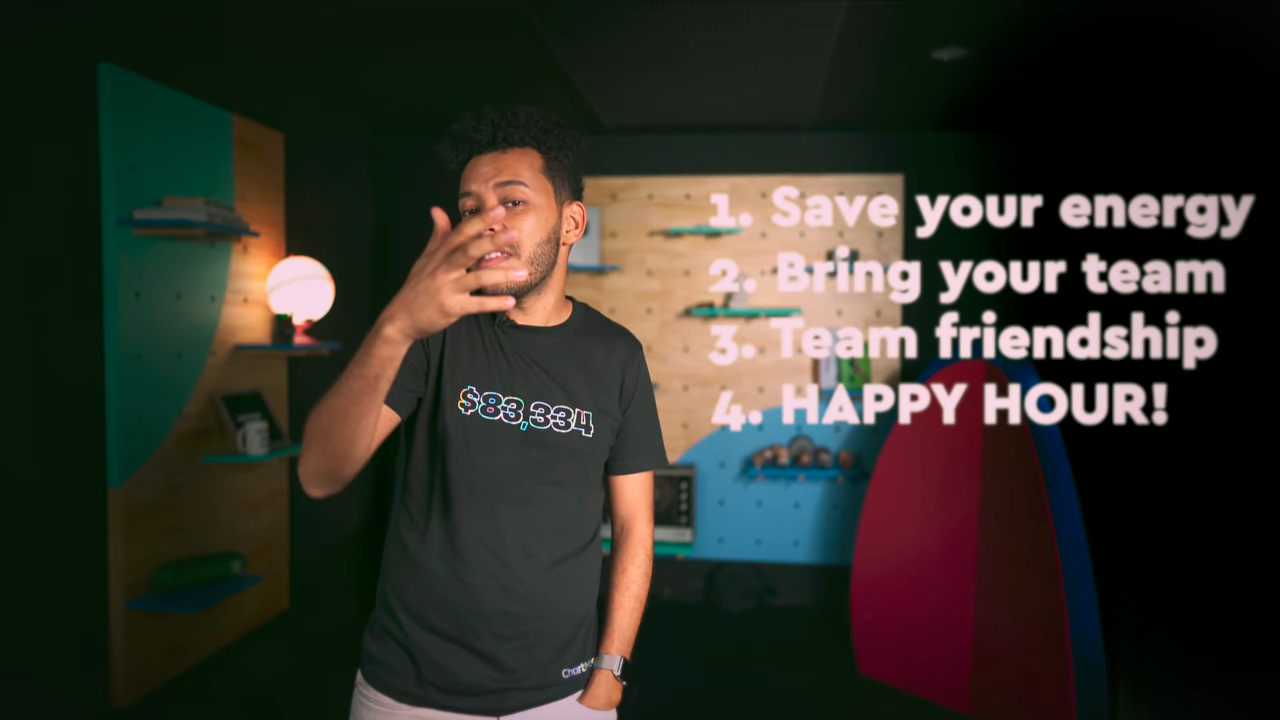 1. Save your energy
2. Bring your team
3. Team friendship
4. HAPPY HOUR!
$83,334